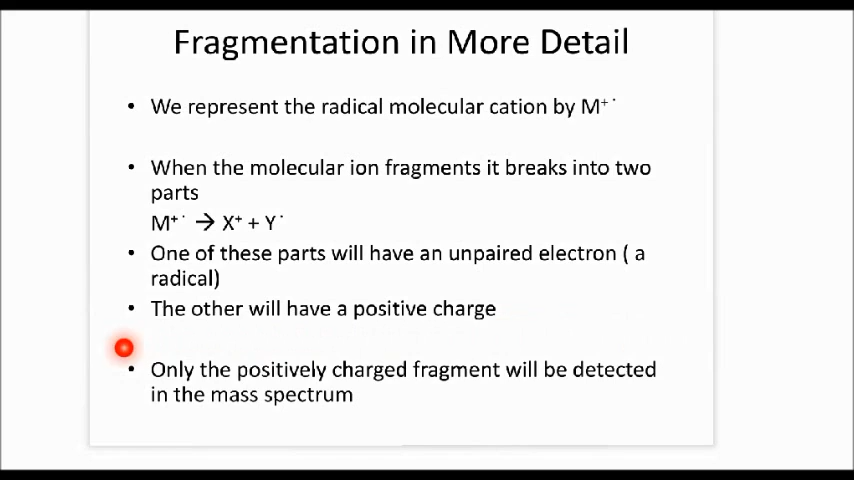 Fragmentation in More Detail
• We represent the radical molecular cation by M⁺˙
• When the molecular ion fragments it breaks into two
parts
M⁺˙ → X⁺ + Y˙
• One of these parts will have an unpaired electron ( a
radical)
• The other will have a positive charge
• Only the positively charged fragment will be detected
in the mass spectrum